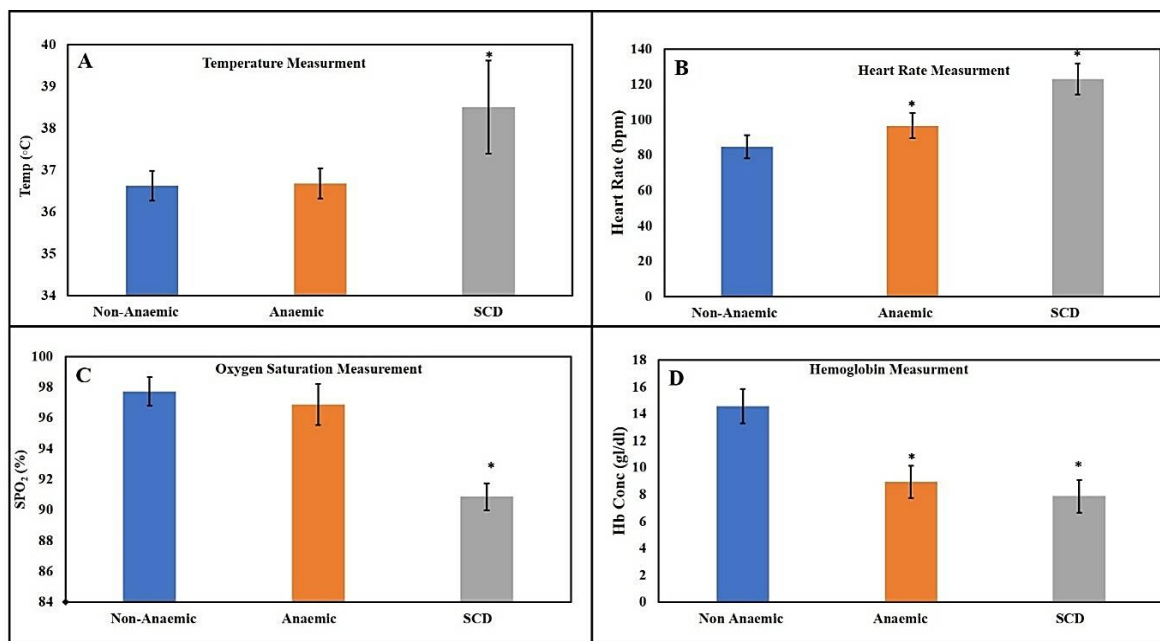 A
Temperature Measurment
*
40
39
38
37
36
35
34
Temp (○C)
Non-Anaemic
Anaemic
SCD
B
Heart Rate Measurment
*
*
140
120
100
80
60
40
20
0
Heart Rate (bpm)
Non-Anaemic
Anaemic
SCD
C
Oxygen Saturation Measurement
*
100
98
96
94
92
90
88
86
84
SPO₂ (%)
Non-Anaemic
Anaemic
SCD
D
Hemoglobin Measurment
*
*
18
16
14
12
10
8
6
4
2
0
Hb Conc (gl/dl)
Non Anaemic
Anaemic
SCD